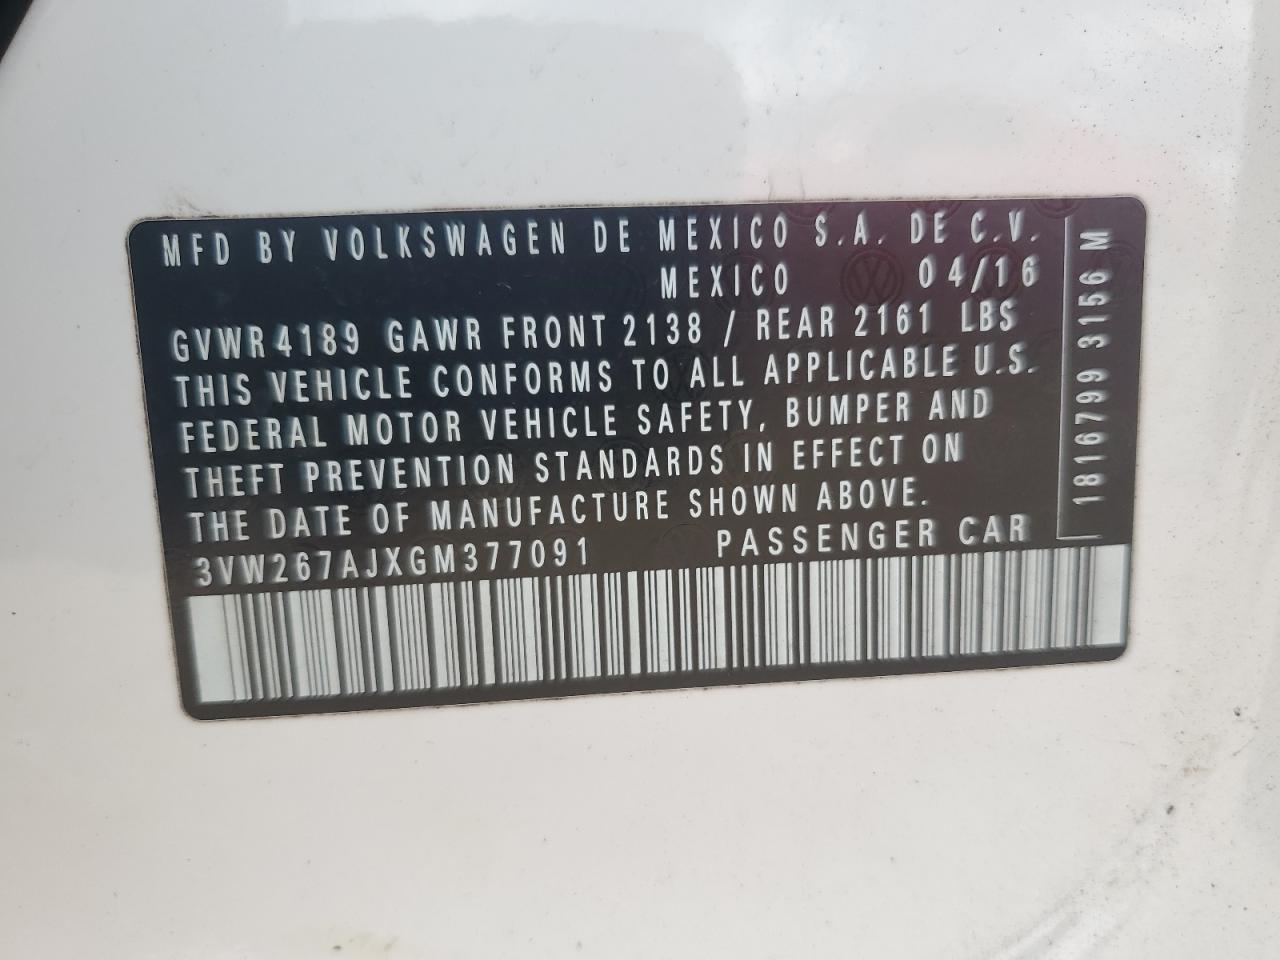 MFD BY VOLKSWAGEN DE MEXICO S.A. DE C.V.
MEXICO 04/16
GVWR 4189 GAWR FRONT 2138 / REAR 2161 LBS
THIS VEHICLE CONFORMS TO ALL APPLICABLE U.S.
FEDERAL MOTOR VEHICLE SAFETY, BUMPER AND
THEFT PREVENTION STANDARDS IN EFFECT ON
THE DATE OF MANUFACTURE SHOWN ABOVE.
3VW267AJXGM377091 PASSENGER CAR
1816799 3156 M